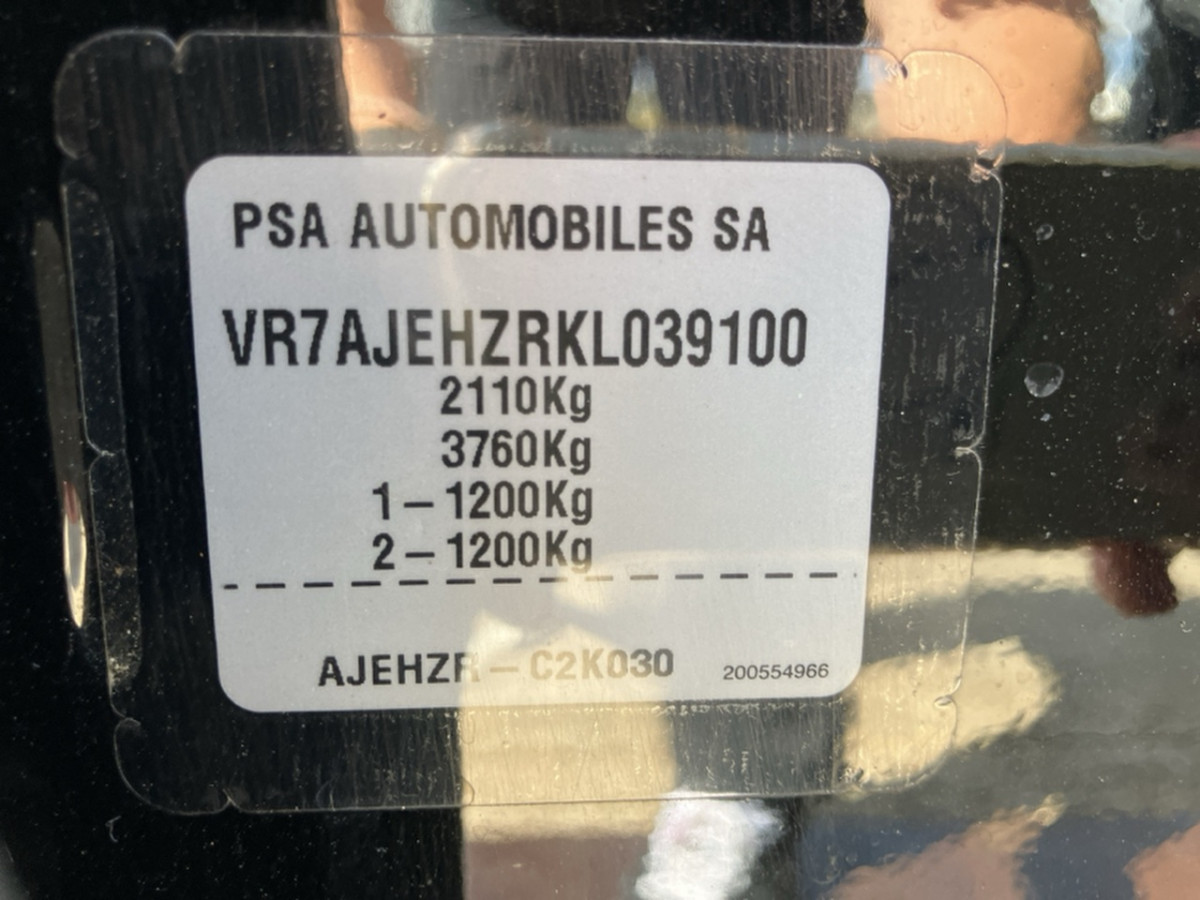 PSA AUTOMOBILES SA
VR7AJEHZRKL039100
2110Kg
3760Kg
1 – 1200Kg
2 – 1200Kg
AJEHZR – C2K030 200554966